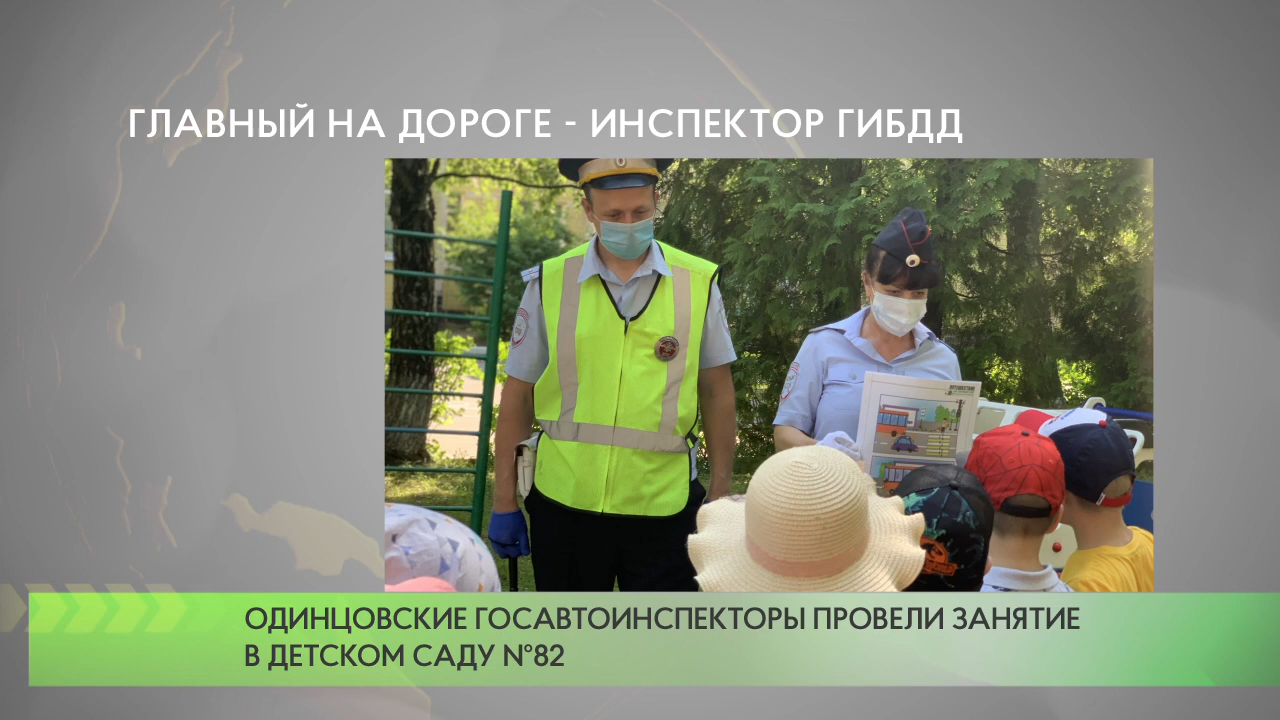 ГЛАВНЫЙ НА ДОРОГЕ - ИНСПЕКТОР ГИБДД
ОДИНЦОВСКИЕ ГОСАВТОИНСПЕКТОРЫ ПРОВЕЛИ ЗАНЯТИЕ
В ДЕТСКОМ САДУ №82